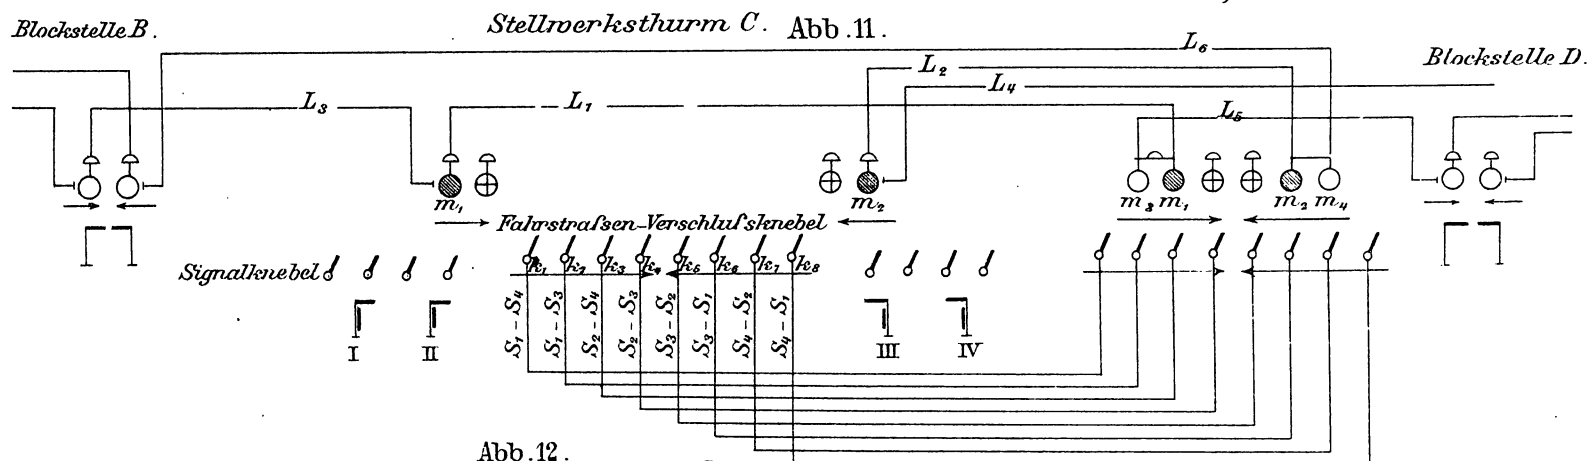 Stellwerksthurm C. Abb. 11.
Blockstelle B.
Blockstelle D.
L₆
L₂
L₄
L₃
L₁
L₅
m₁
m₂
m₃ m₁
m₂ m₄
Fahrstraſsen-Verschluſsknebel
Signalknebel
k₁ k₂ k₃ k₄ k₅ k₆ k₇ k₈
S₁ - S₄
S₁ - S₃
S₂ - S₄
S₂ - S₃
S₃ - S₂
S₃ - S₁
S₄ - S₂
S₄ - S₁
I
II
III
IV
Abb. 12.